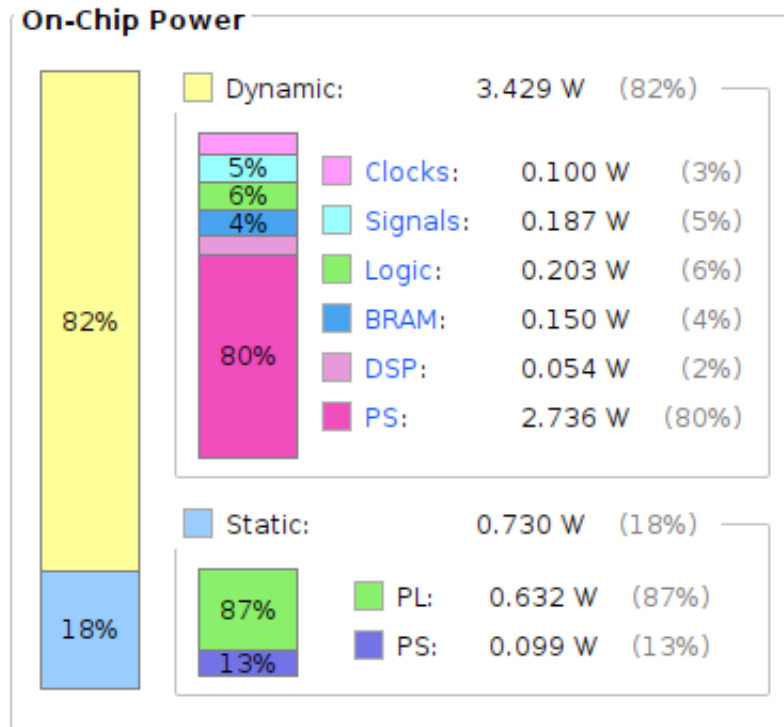 On-Chip Power
Dynamic: 3.429 W (82%)
82%
5%
6%
4%
80%
Clocks: 0.100 W (3%)
Signals: 0.187 W (5%)
Logic: 0.203 W (6%)
BRAM: 0.150 W (4%)
DSP: 0.054 W (2%)
PS: 2.736 W (80%)
18%
Static: 0.730 W (18%)
87%
13%
PL: 0.632 W (87%)
PS: 0.099 W (13%)